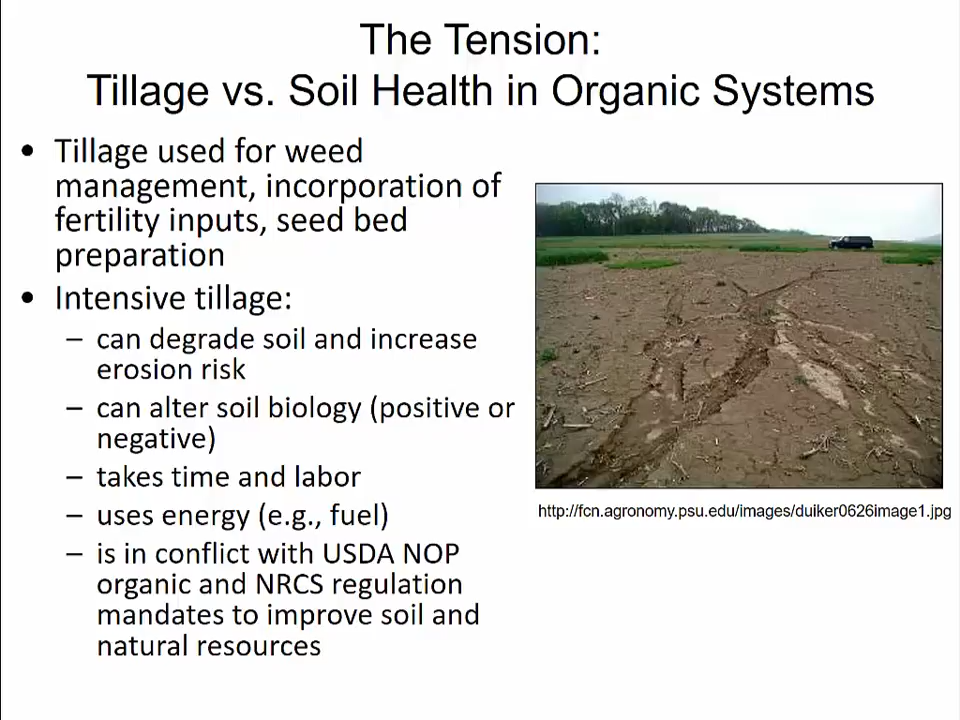 The Tension:
Tillage vs. Soil Health in Organic Systems
• Tillage used for weed
management, incorporation of
fertility inputs, seed bed
preparation
• Intensive tillage:
– can degrade soil and increase
erosion risk
– can alter soil biology (positive or
negative)
– takes time and labor
– uses energy (e.g., fuel)
– is in conflict with USDA NOP
organic and NRCS regulation
mandates to improve soil and
natural resources
http://fcn.agronomy.psu.edu/images/duiker0626image1.jpg